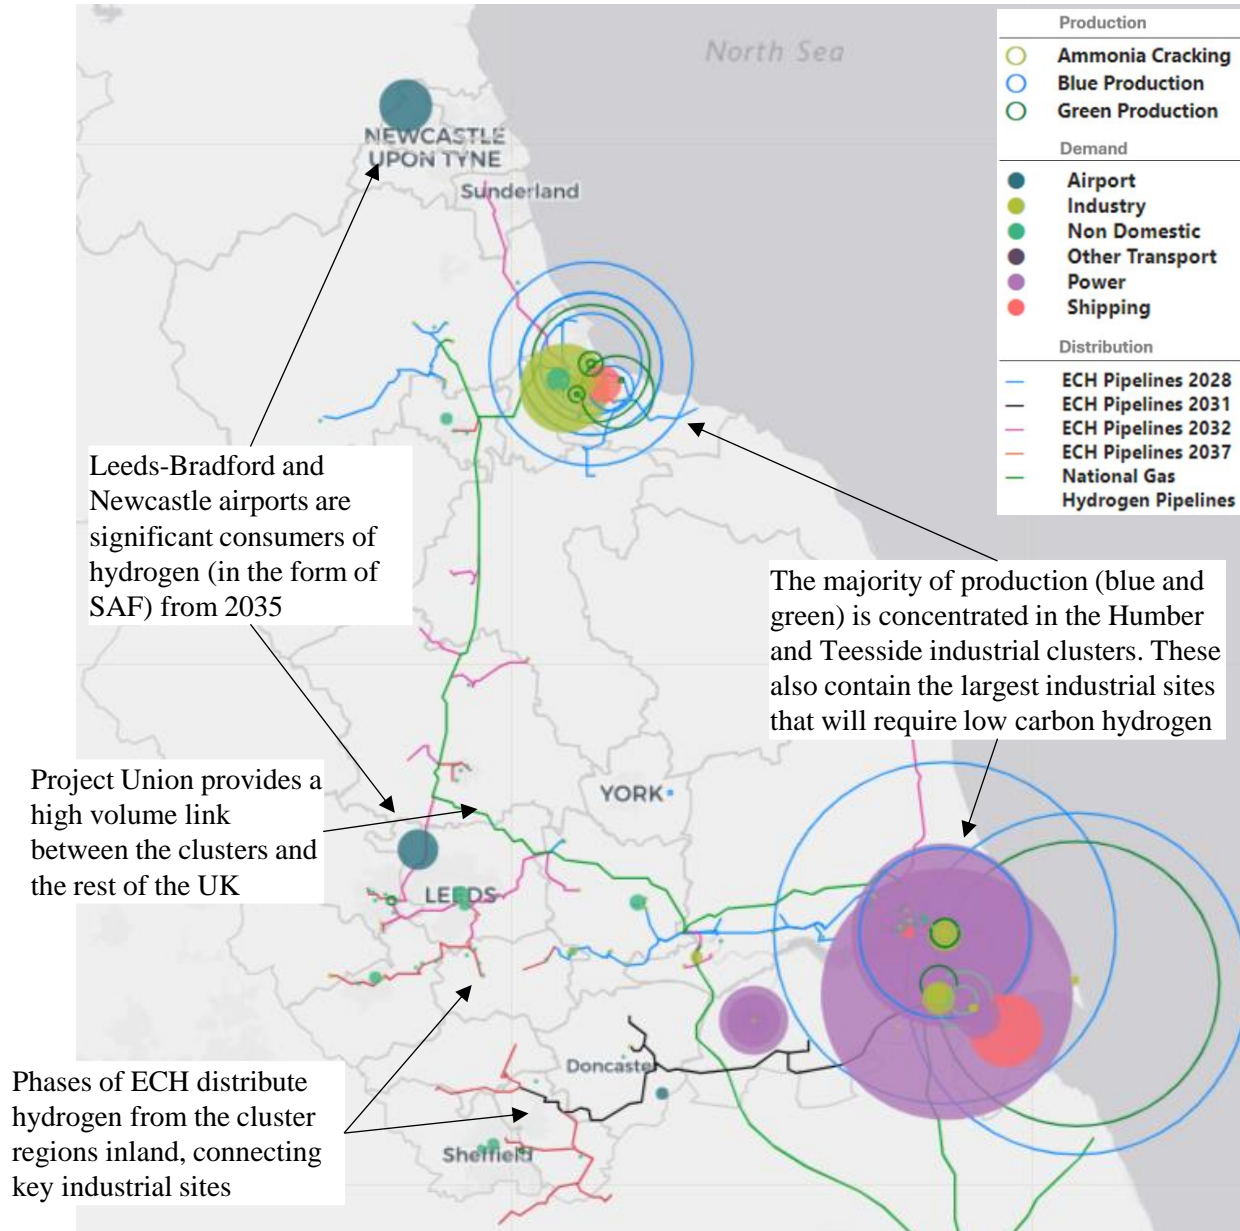 North Sea
Production
Ammonia Cracking
Blue Production
Green Production
Demand
Airport
Industry
Non Domestic
Other Transport
Power
Shipping
Distribution
ECH Pipelines 2028
ECH Pipelines 2031
ECH Pipelines 2032
ECH Pipelines 2037
National Gas
Hydrogen Pipelines
NEWCASTLE
UPON TYNE
Sunderland
Leeds-Bradford and
Newcastle airports are
significant consumers of
hydrogen (in the form of
SAF) from 2035
The majority of production (blue and
green) is concentrated in the Humber
and Teesside industrial clusters. These
also contain the largest industrial sites
that will require low carbon hydrogen
Project Union provides a
high volume link
between the clusters and
the rest of the UK
YORK
LEEDS
Phases of ECH distribute
hydrogen from the cluster
regions inland, connecting
key industrial sites
Doncaster
Sheffield